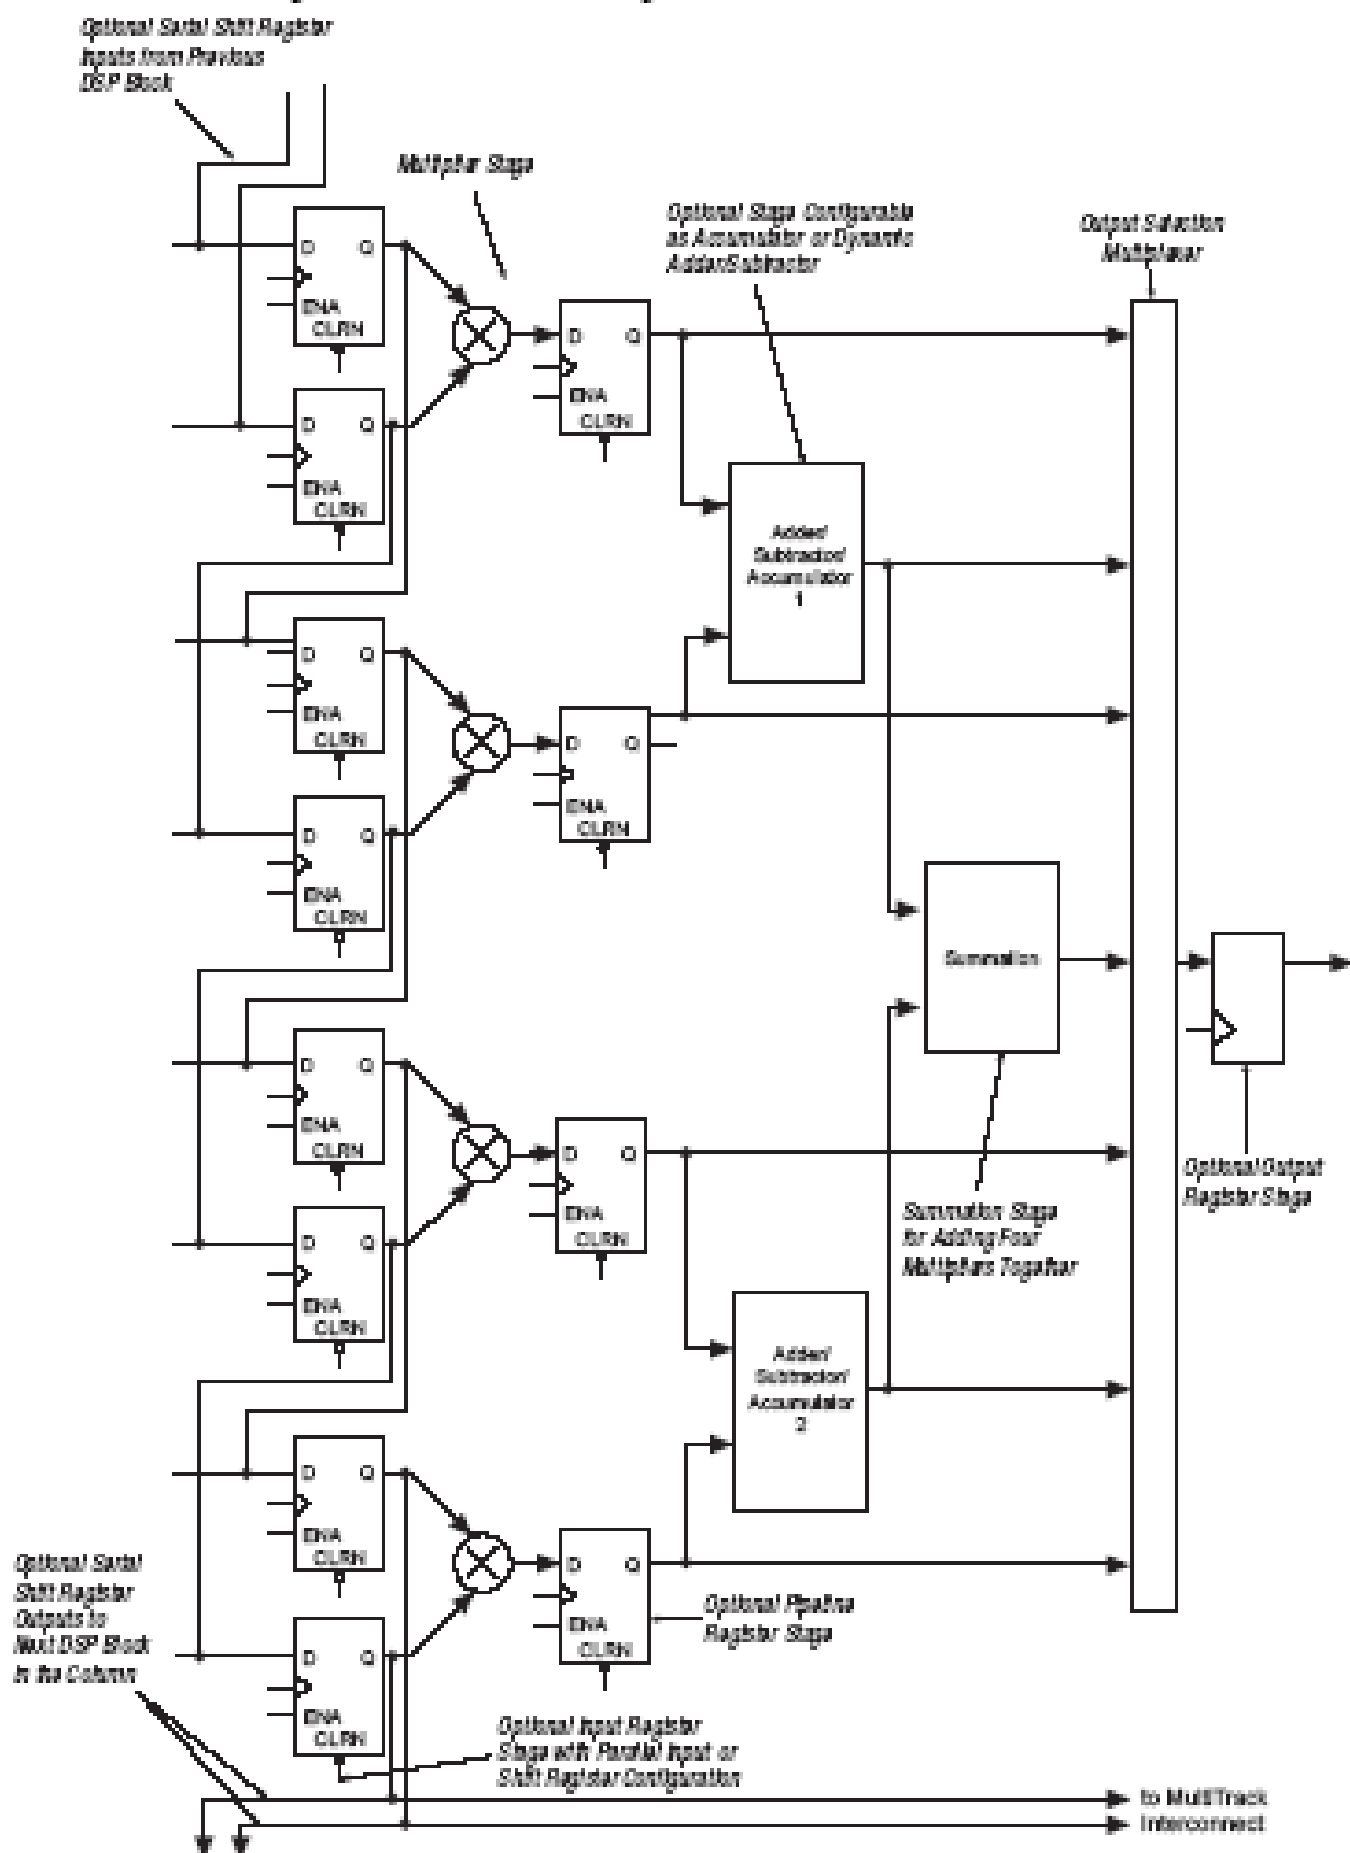 Optional Serial Shift Register
Inputs from Previous
DSP Block
Multiplier Stage
Optional Stage Configurable
as Accumulator or Dynamic
Adder/Subtractor
Output Selection
Multiplexer
D Q
ENA
CLRN
D Q
ENA
CLRN
D Q
ENA
CLRN
Adder/
Subtractor/
Accumulator
1
D Q
ENA
CLRN
D Q
ENA
CLRN
D Q
ENA
CLRN
Summation
D Q
ENA
CLRN
D Q
ENA
CLRN
D Q
ENA
CLRN
Optional Output
Register Stage
Summation Stage
for Adding Four
Multipliers Together
Adder/
Subtractor/
Accumulator
2
D Q
ENA
CLRN
D Q
ENA
CLRN
D Q
ENA
CLRN
Optional Serial
Shift Register
Outputs to
Next DSP Block
in the Column
Optional Pipeline
Register Stage
Optional Input Register
Stage with Parallel Input or
Shift Register Configuration
to MultiTrack
Interconnect